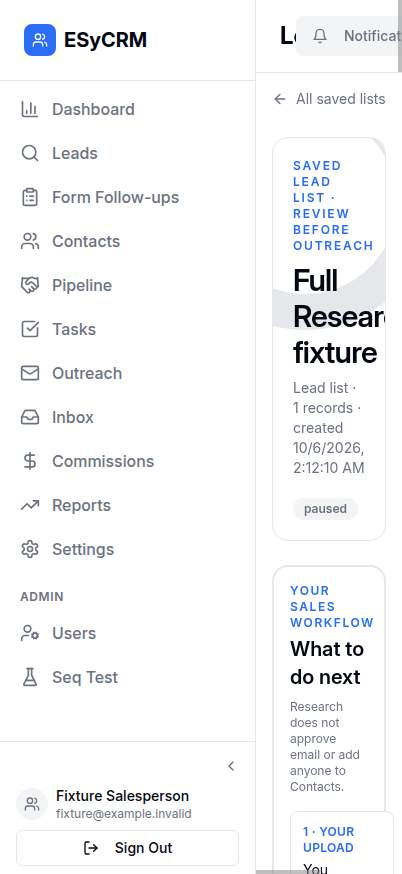 ESyCRM
Dashboard
Leads
Form Follow-ups
Contacts
Pipeline
Tasks
Outreach
Inbox
Commissions
Reports
Settings
ADMIN
Users
Seq Test
Fixture Salesperson
fixture@example.invalid
Sign Out
Notificat
All saved lists
SAVED
LEAD
LIST ·
REVIEW
BEFORE
OUTREACH
Full
Resear
fixture
Lead list ·
1 records ·
created
10/6/2026,
2:12:10 AM
paused
YOUR
SALES
WORKFLOW
What to
do next
Research
does not
approve
email or add
anyone to
Contacts.
1 · YOUR
UPLOAD
You